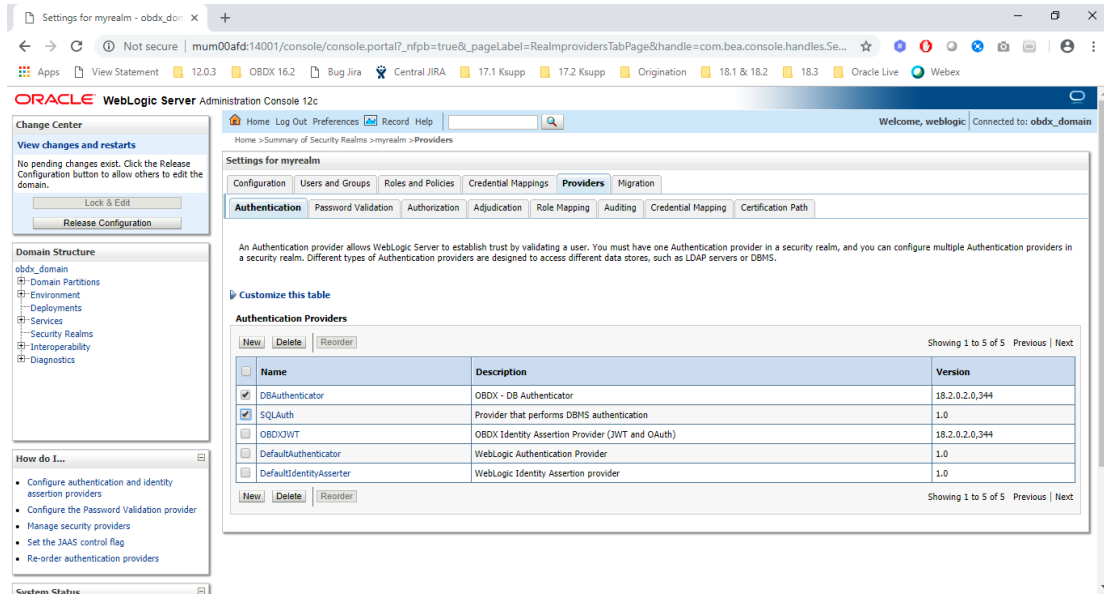 Settings for myrealm - obdx_dor
Not secure | mum00afd:14001/console/console.portal?_nfpb=true&_pageLabel=RealmprovidersTabPage&handle=com.bea.console.handles.Se...
Apps View Statement 12.0.3 OBDX 16.2 Bug Jira Central JIRA 17.1 Ksupp 17.2 Ksupp Origination 18.1 & 18.2 18.3 Oracle Live Webex
ORACLE WebLogic Server Administration Console 12c
Change Center
View changes and restarts
No pending changes exist. Click the Release
Configuration button to allow others to edit the
domain.
Lock & Edit
Release Configuration
Domain Structure
obdx_domain
Domain Partitions
Environment
Deployments
Services
Security Realms
Interoperability
Diagnostics
How do I...
Configure authentication and identity
assertion providers
Configure the Password Validation provider
Manage security providers
Set the JAAS control flag
Re-order authentication providers
System Status
Home Log Out Preferences Record Help
Welcome, weblogic Connected to: obdx_domain
Home >Summary of Security Realms >myrealm >Providers
Settings for myrealm
Configuration Users and Groups Roles and Policies Credential Mappings Providers Migration
Authentication Password Validation Authorization Adjudication Role Mapping Auditing Credential Mapping Certification Path
An Authentication provider allows WebLogic Server to establish trust by validating a user. You must have one Authentication provider in a security realm, and you can configure multiple Authentication providers in
a security realm. Different types of Authentication providers are designed to access different data stores, such as LDAP servers or DBMS.
Customize this table
Authentication Providers
New Delete Reorder Showing 1 to 5 of 5 Previous | Next
Name Description Version
DBAuthenticator OBDX - DB Authenticator 18.2.0.2.0,344
SQLAuth Provider that performs DBMS authentication 1.0
OBDXJWT OBDX Identity Assertion Provider (JWT and OAuth) 18.2.0.2.0,344
DefaultAuthenticator WebLogic Authentication Provider 1.0
DefaultIdentityAsserter WebLogic Identity Assertion provider 1.0
New Delete Reorder Showing 1 to 5 of 5 Previous | Next